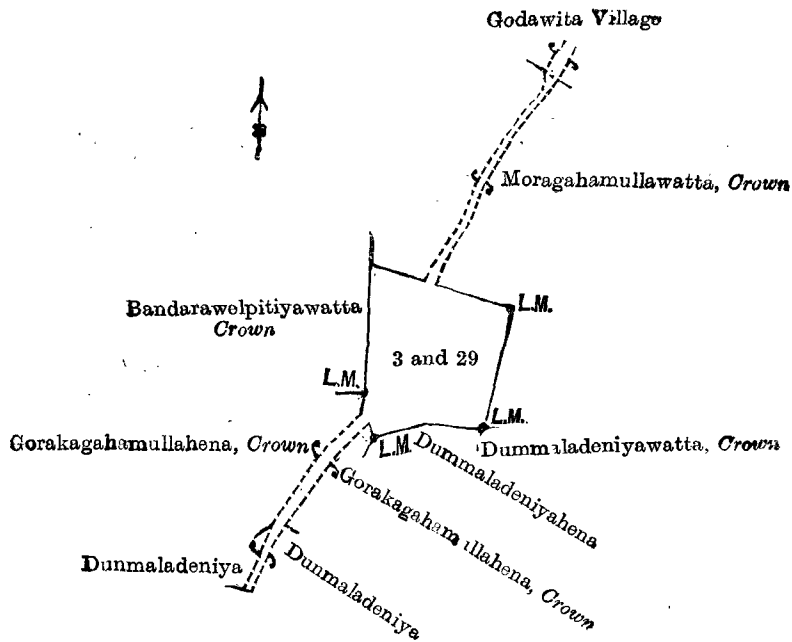 Godawita Village
Moragahamullawatta, Crown
Bandarawelpitiyawatta
Crown
L.M.
3 and 29
L.M.
L.M.
Gorakagahamullahena, Crown
L.M.
Dummaladeniyahena
Dummaladeniyawatta, Crown
Gorakagahamullahena, Crown
Dunmaladeniya
Dunmaladeniya